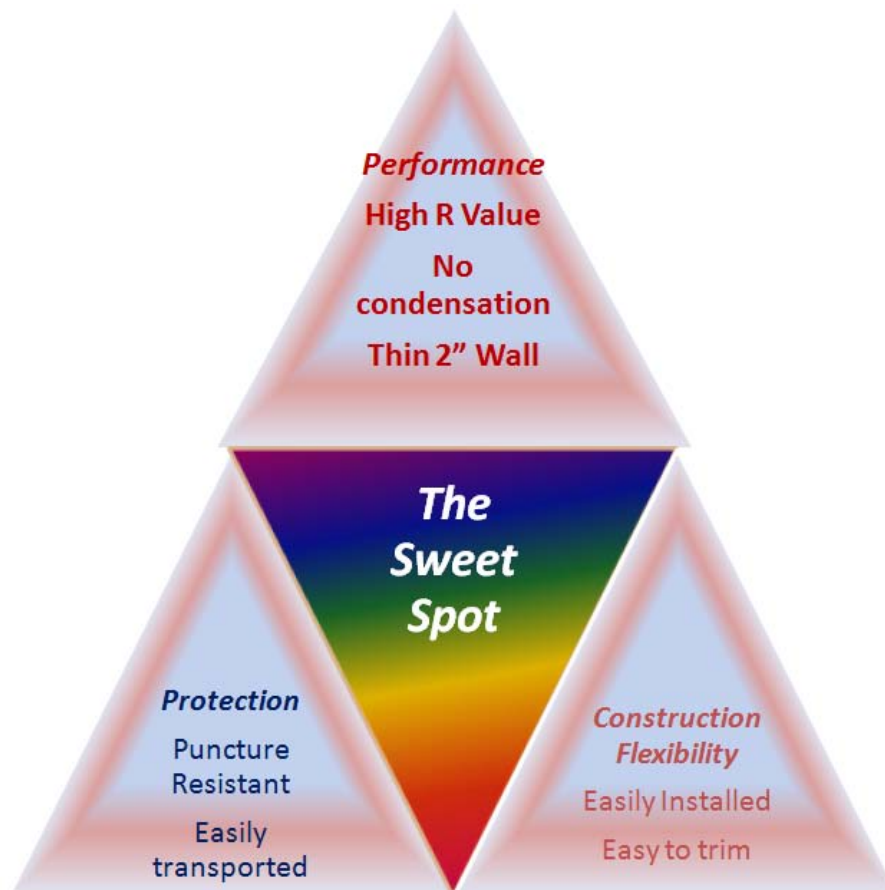 Performance
High R Value
No
condensation
Thin 2” Wall
The
Sweet
Spot
Protection
Puncture
Resistant
Easily
transported
Construction
Flexibility
Easily Installed
Easy to trim